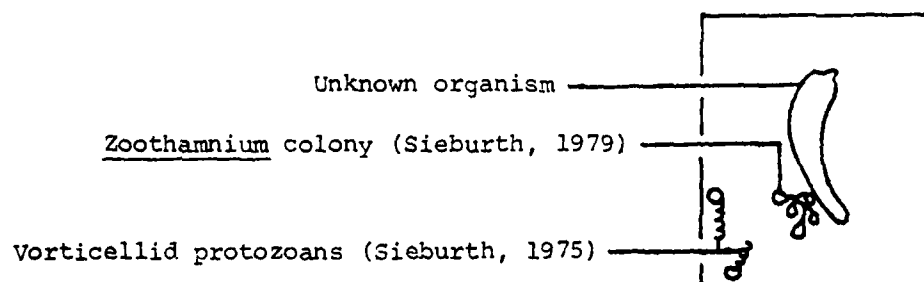 Unknown organism
Zoothamnium colony (Sieburth, 1979)
Vorticellid protozoans (Sieburth, 1975)